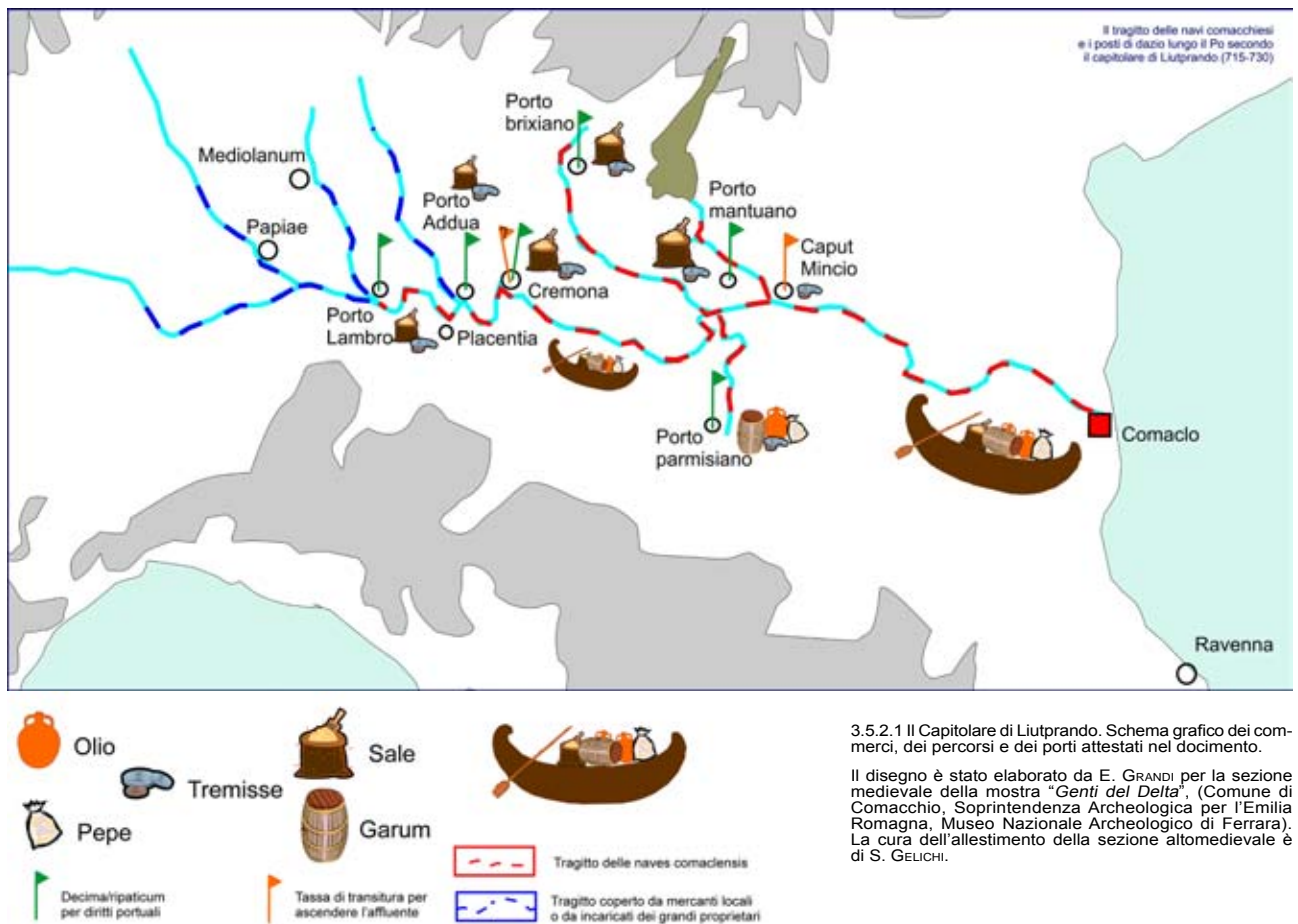 Il tragitto delle navi comacchiesi
e i posti di dazio lungo il Po secondo
il capitolare di Liutprando (715-730)
Porto
brixiano
Mediolanum
Porto
Addua
Porto
mantuano
Papiae
Caput
Mincio
Cremona
Porto
Lambro
Placentia
Porto
parmisiano
Comaclo
Ravenna
Olio
Sale
Tremisse
Pepe
Garum
Decima/ripaticum
per diritti portuali
Tassa di transitura per
ascendere l'affluente
Tragitto delle naves comaclensis
Tragitto coperto da mercanti locali
o da incaricati dei grandi proprietari
3.5.2.1 Il Capitolare di Liutprando. Schema grafico dei com-
merci, dei percorsi e dei porti attestati nel docimento.
Il disegno è stato elaborato da E. GRANDI per la sezione
medievale della mostra "Genti del Delta", (Comune di
Comacchio, Soprintendenza Archeologica per l'Emilia
Romagna, Museo Nazionale Archeologico di Ferrara).
La cura dell'allestimento della sezione altomedievale è
di S. GELICHI.